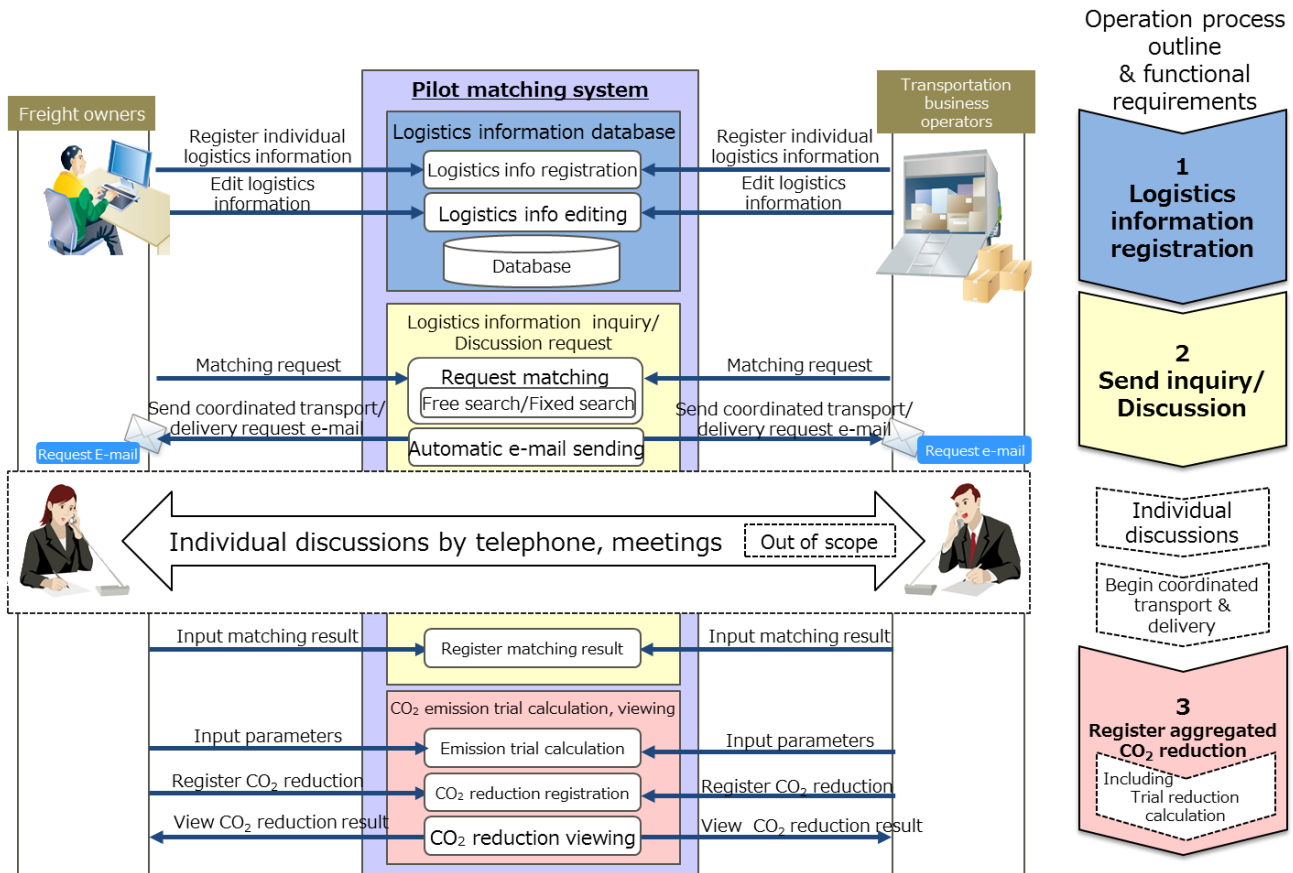 Operation process
outline
& functional
requirements
Pilot matching system
Freight owners
Transportation
business
operators
Logistics information database
Register individual
logistics information
Logistics info registration
Register individual
logistics information
Edit logistics
information
Logistics info editing
Edit logistics
information
Database
1
Logistics
information
registration
Logistics information inquiry/
Discussion request
Matching request
Request matching
Free search/Fixed search
Matching request
Send coordinated transport/
delivery request e-mail
Automatic e-mail sending
Send coordinated transport/
delivery request e-mail
Request E-mail
Request e-mail
2
Send inquiry/
Discussion
Individual discussions by telephone, meetings
Out of scope
Individual
discussions
Begin coordinated
transport &
delivery
Input matching result
Register matching result
Input matching result
CO₂ emission trial calculation, viewing
Input parameters
Emission trial calculation
Input parameters
Register CO₂ reduction
CO₂ reduction registration
Register CO₂ reduction
View CO₂ reduction result
CO₂ reduction viewing
View CO₂ reduction result
3
Register aggregated
CO₂ reduction
Including
Trial reduction
calculation